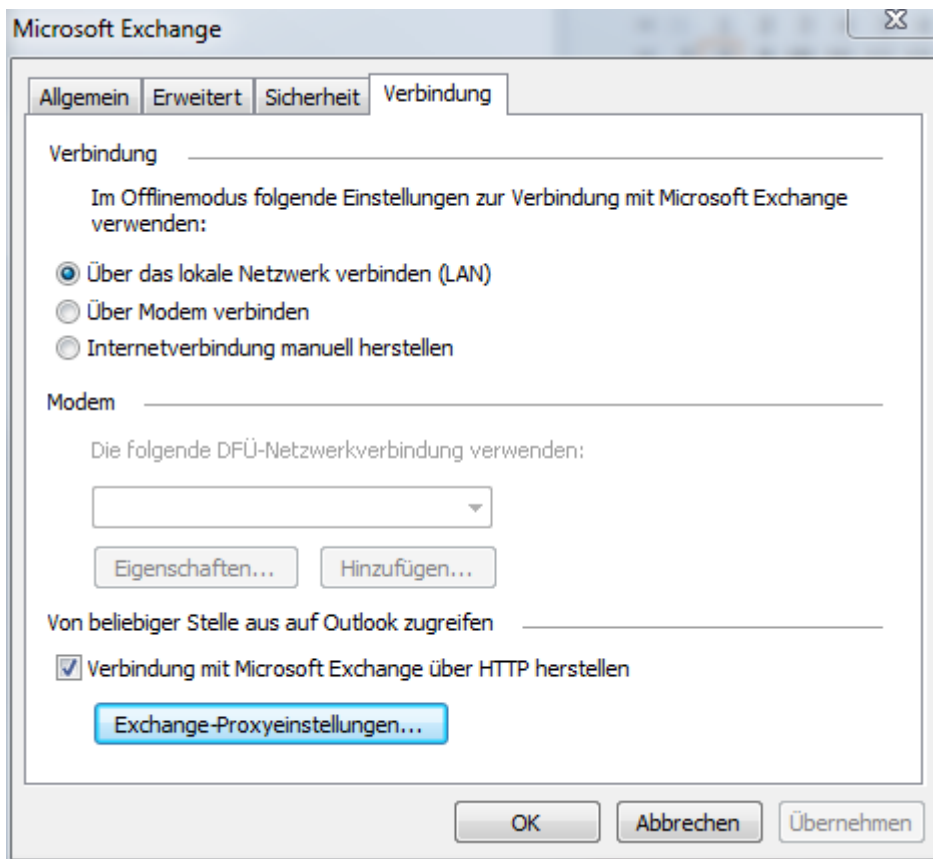 Microsoft Exchange
Allgemein Erweitert Sicherheit Verbindung
Verbindung
Im Offlinemodus folgende Einstellungen zur Verbindung mit Microsoft Exchange
verwenden:
Über das lokale Netzwerk verbinden (LAN)
Über Modem verbinden
Internetverbindung manuell herstellen
Modem
Die folgende DFÜ-Netzwerkverbindung verwenden:
Eigenschaften... Hinzufügen...
Von beliebiger Stelle aus auf Outlook zugreifen
Verbindung mit Microsoft Exchange über HTTP herstellen
Exchange-Proxyeinstellungen...
OK Abbrechen Übernehmen